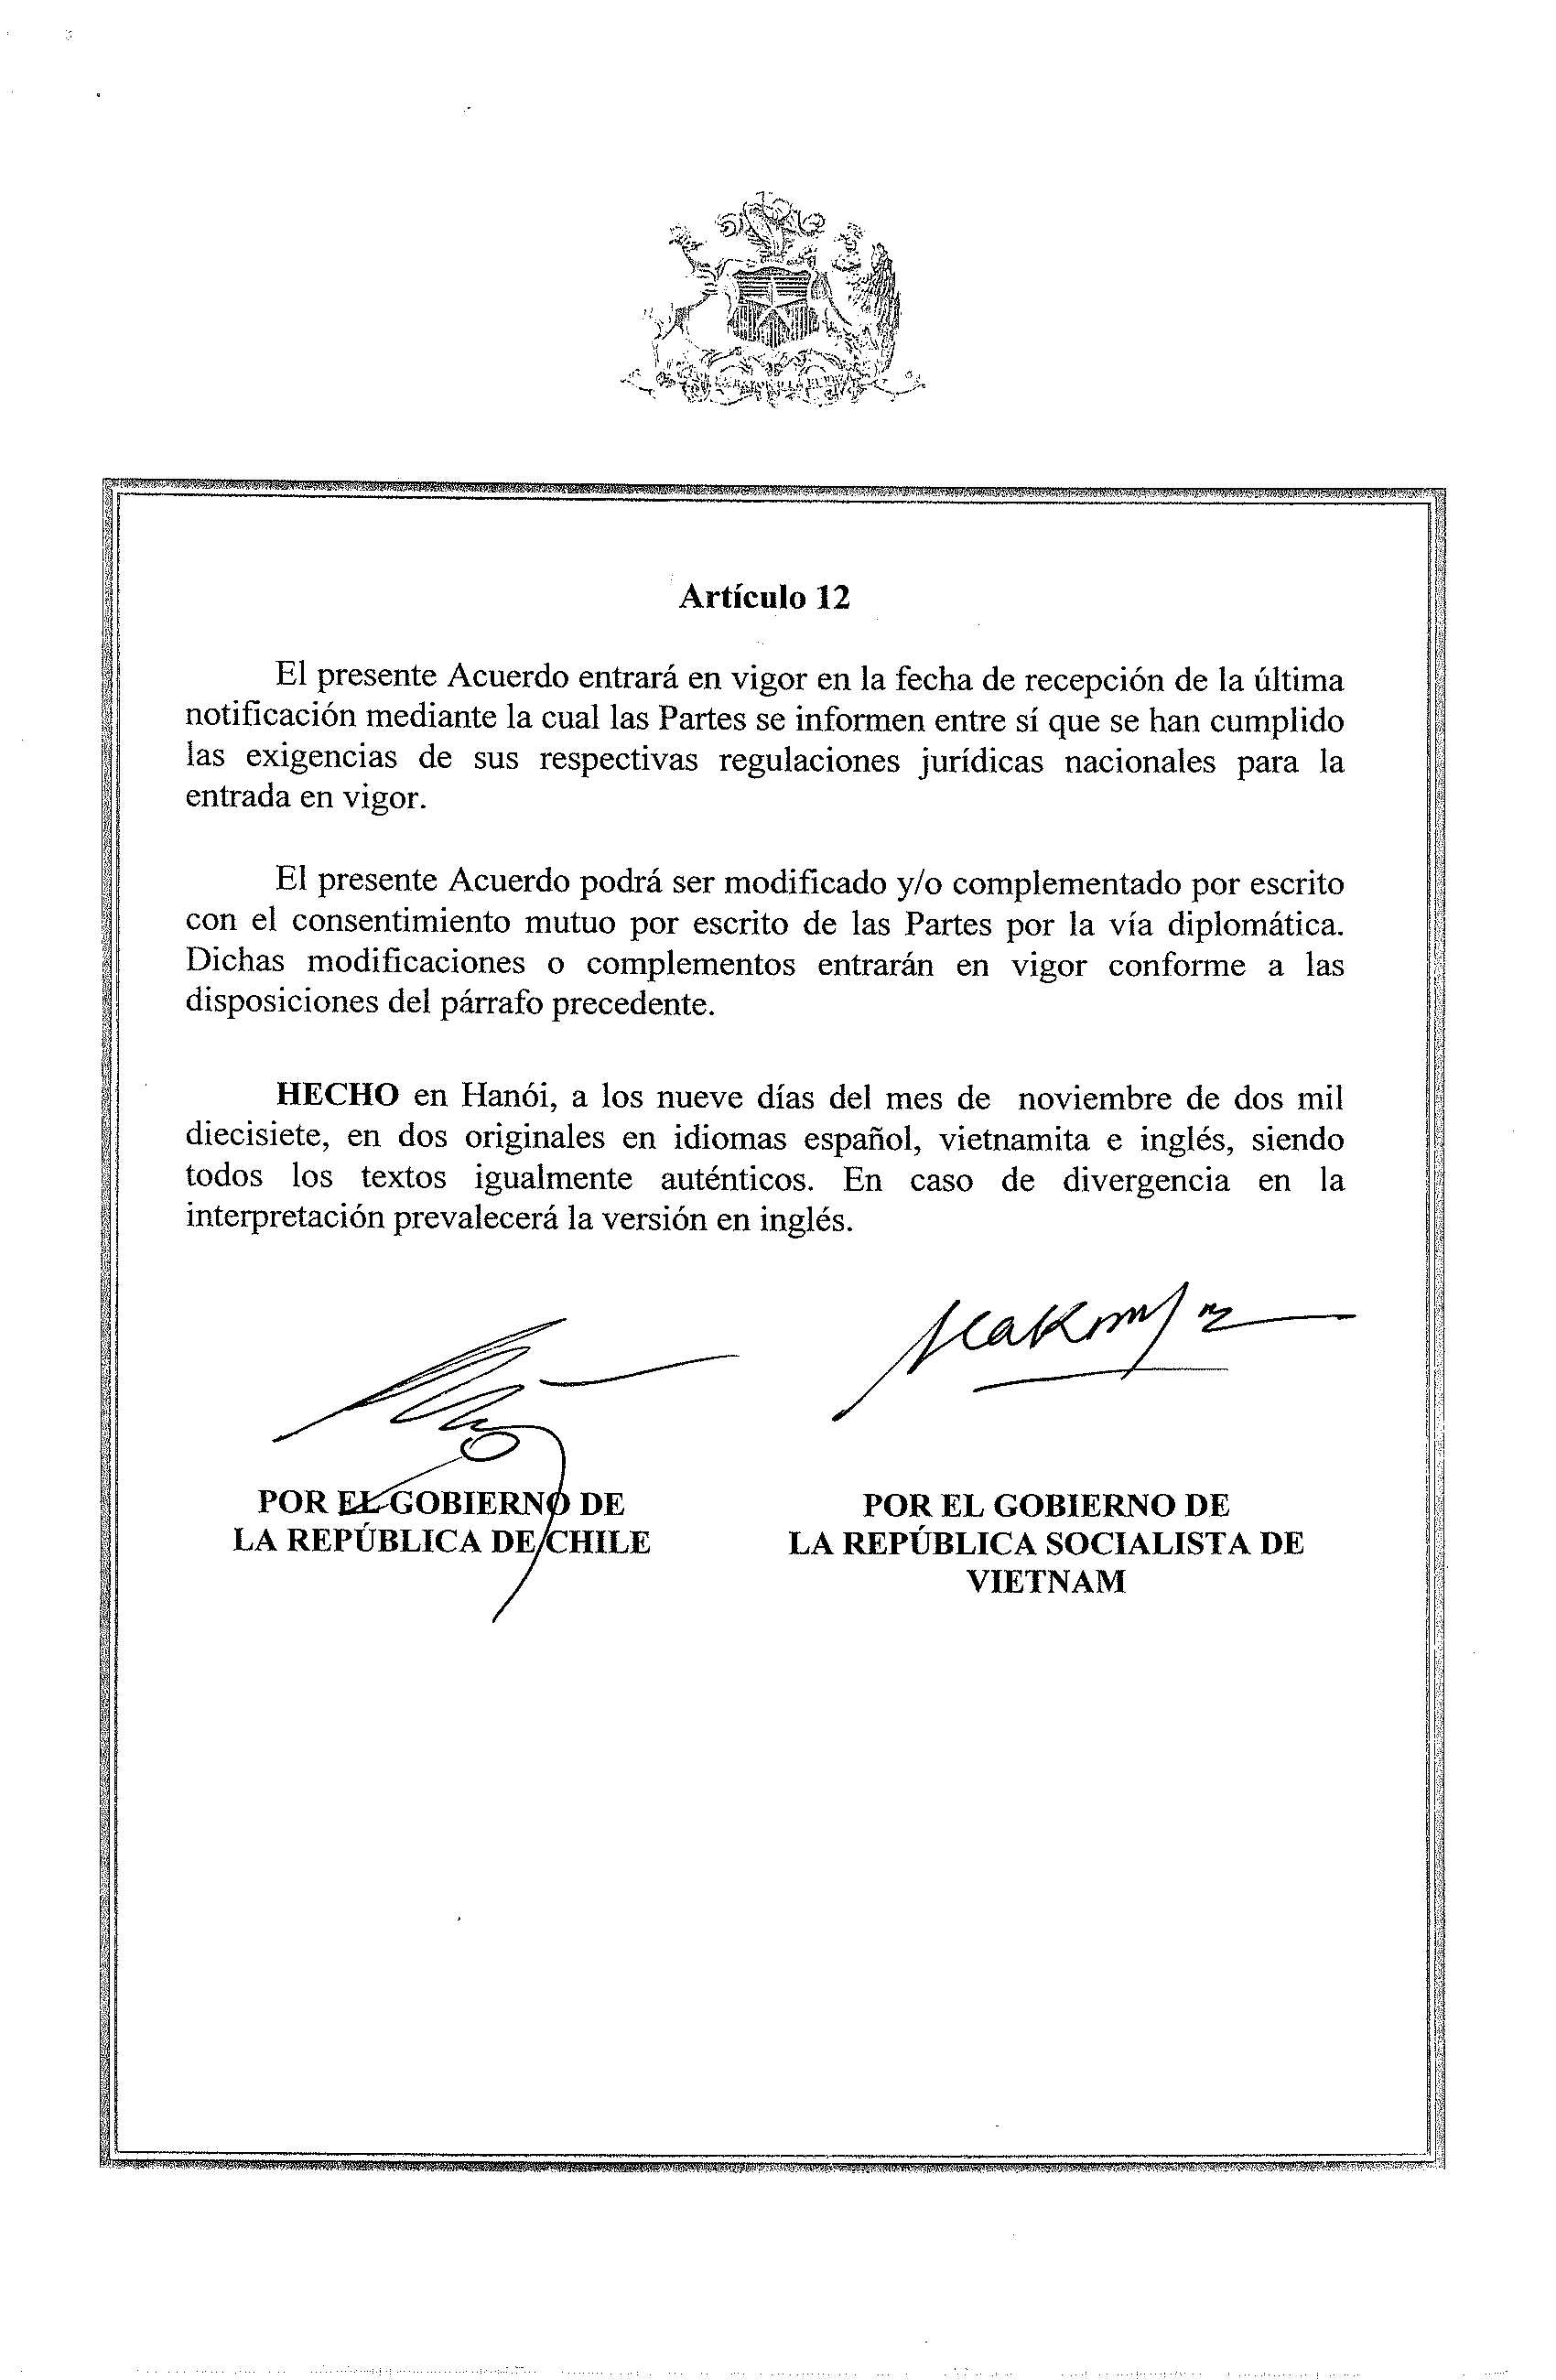 Artículo 12
El presente Acuerdo entrará en vigor en la fecha de recepción de la última
notificación mediante la cual las Partes se informen entre sí que se han cumplido
las exigencias de sus respectivas regulaciones jurídicas nacionales para la
entrada en vigor.
El presente Acuerdo podrá ser modificado y/o complementado por escrito
con el consentimiento mutuo por escrito de las Partes por la vía diplomática.
Dichas modificaciones o complementos entrarán en vigor conforme a las
disposiciones del párrafo precedente.
HECHO en Hanói, a los nueve días del mes de noviembre de dos mil
diecisiete, en dos originales en idiomas español, vietnamita e inglés, siendo
todos los textos igualmente auténticos. En caso de divergencia en la
interpretación prevalecerá la versión en inglés.
POR EL GOBIERNO DE
LA REPÚBLICA DE CHILE
POR EL GOBIERNO DE
LA REPÚBLICA SOCIALISTA DE
VIETNAM